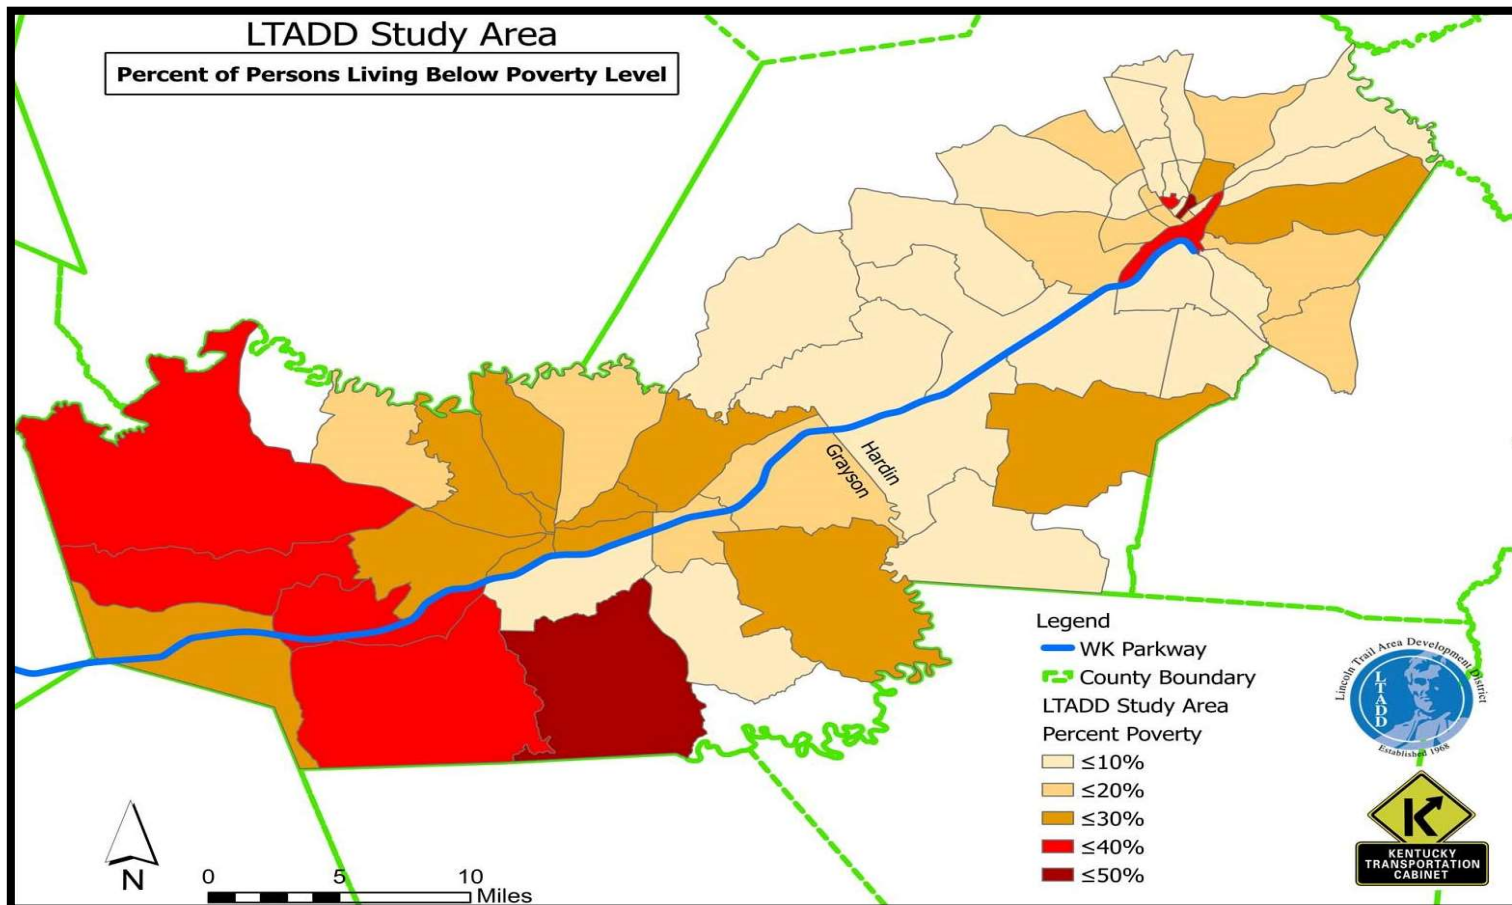 LTADD Study Area
Percent of Persons Living Below Poverty Level
Hardin
Grayson
Legend
WK Parkway
County Boundary
LTADD Study Area
Percent Poverty
≤10%
≤20%
≤30%
≤40%
≤50%
Lincoln Trail Area Development District
LTADD
Established 1968
K
KENTUCKY
TRANSPORTATION
CABINET
N
0 5 10
Miles